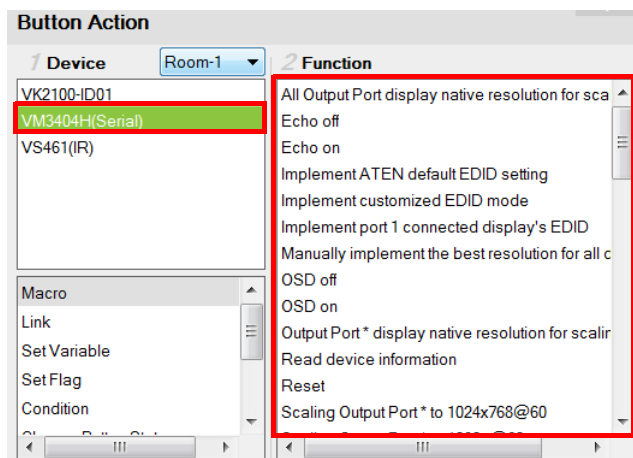 Button Action
1 Device
Room-1
VK2100-ID01
VM3404H(Serial)
VS461(IR)
Macro
Link
Set Variable
Set Flag
Condition
2 Function
All Output Port display native resolution for sca
Echo off
Echo on
Implement ATEN default EDID setting
Implement customized EDID mode
Implement port 1 connected display's EDID
Manually implement the best resolution for all c
OSD off
OSD on
Output Port * display native resolution for scalin
Read device information
Reset
Scaling Output Port * to 1024x768@60